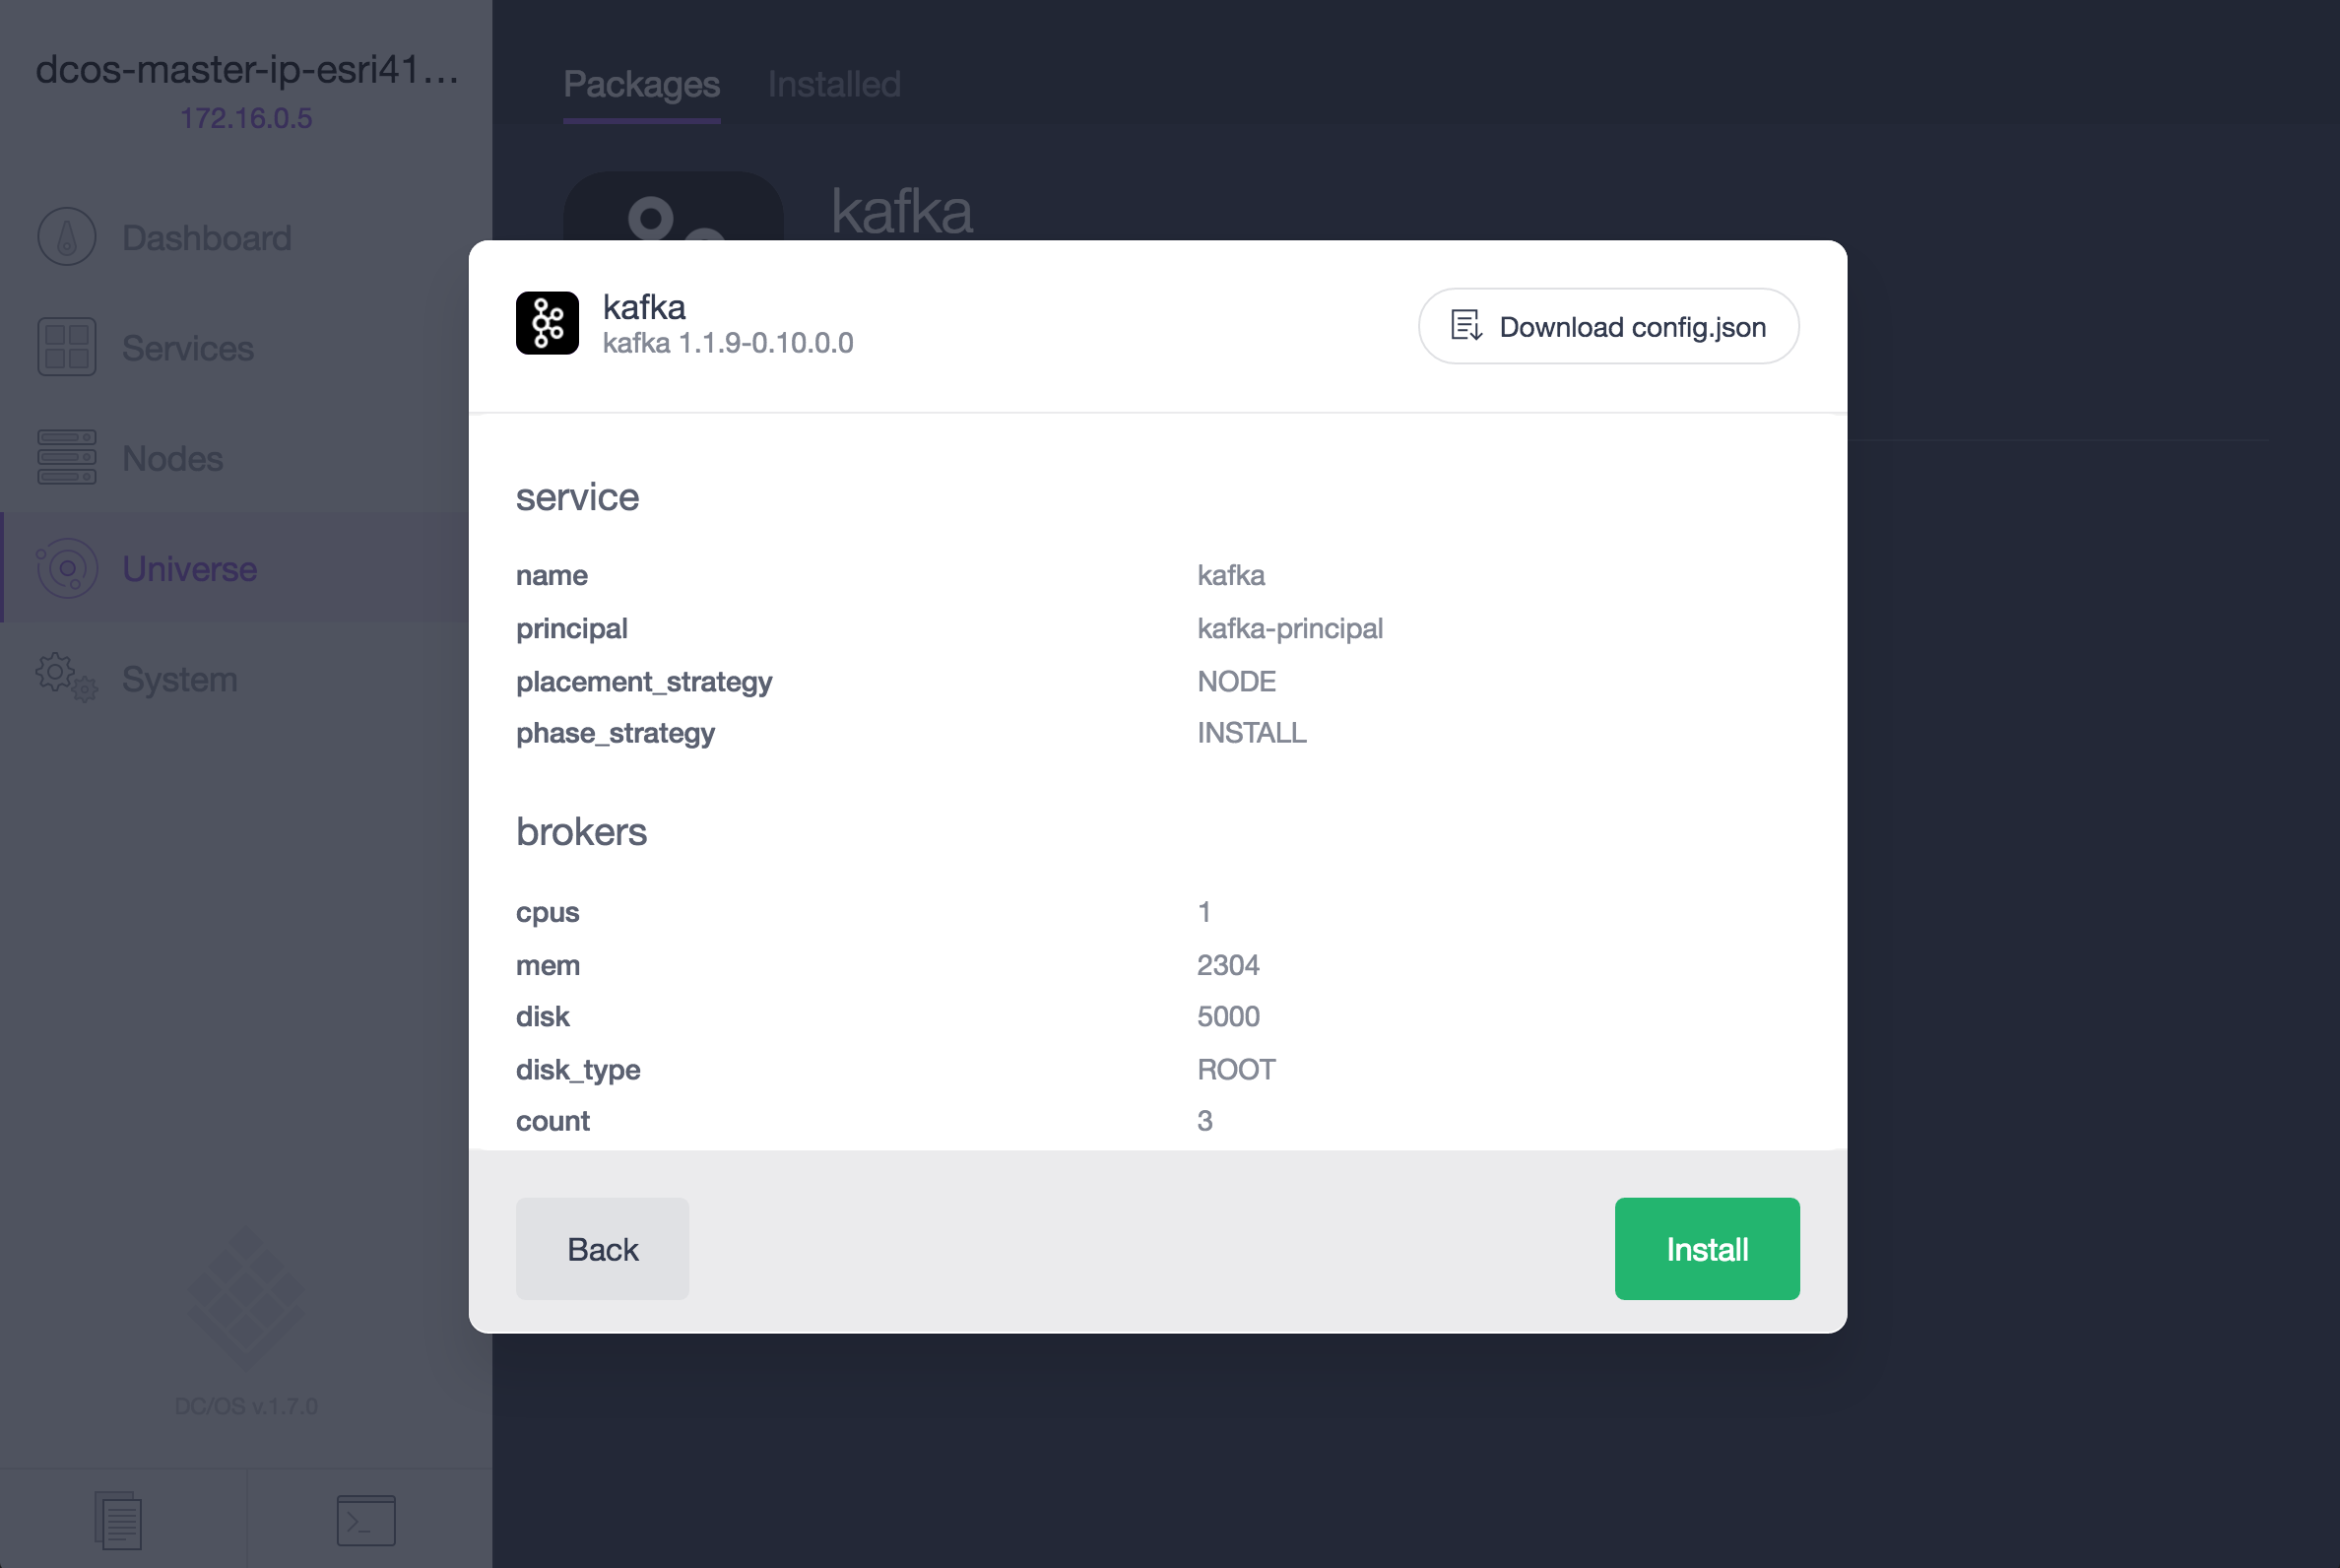 dcos-master-ip-esri41...
172.16.0.5
Dashboard
Services
Nodes
Universe
System
DC/OS v.1.7.0
Packages Installed
kafka
kafka
kafka 1.1.9-0.10.0.0
Download config.json
service
name kafka
principal kafka-principal
placement_strategy NODE
phase_strategy INSTALL
brokers
cpus 1
mem 2304
disk 5000
disk_type ROOT
count 3
Back Install